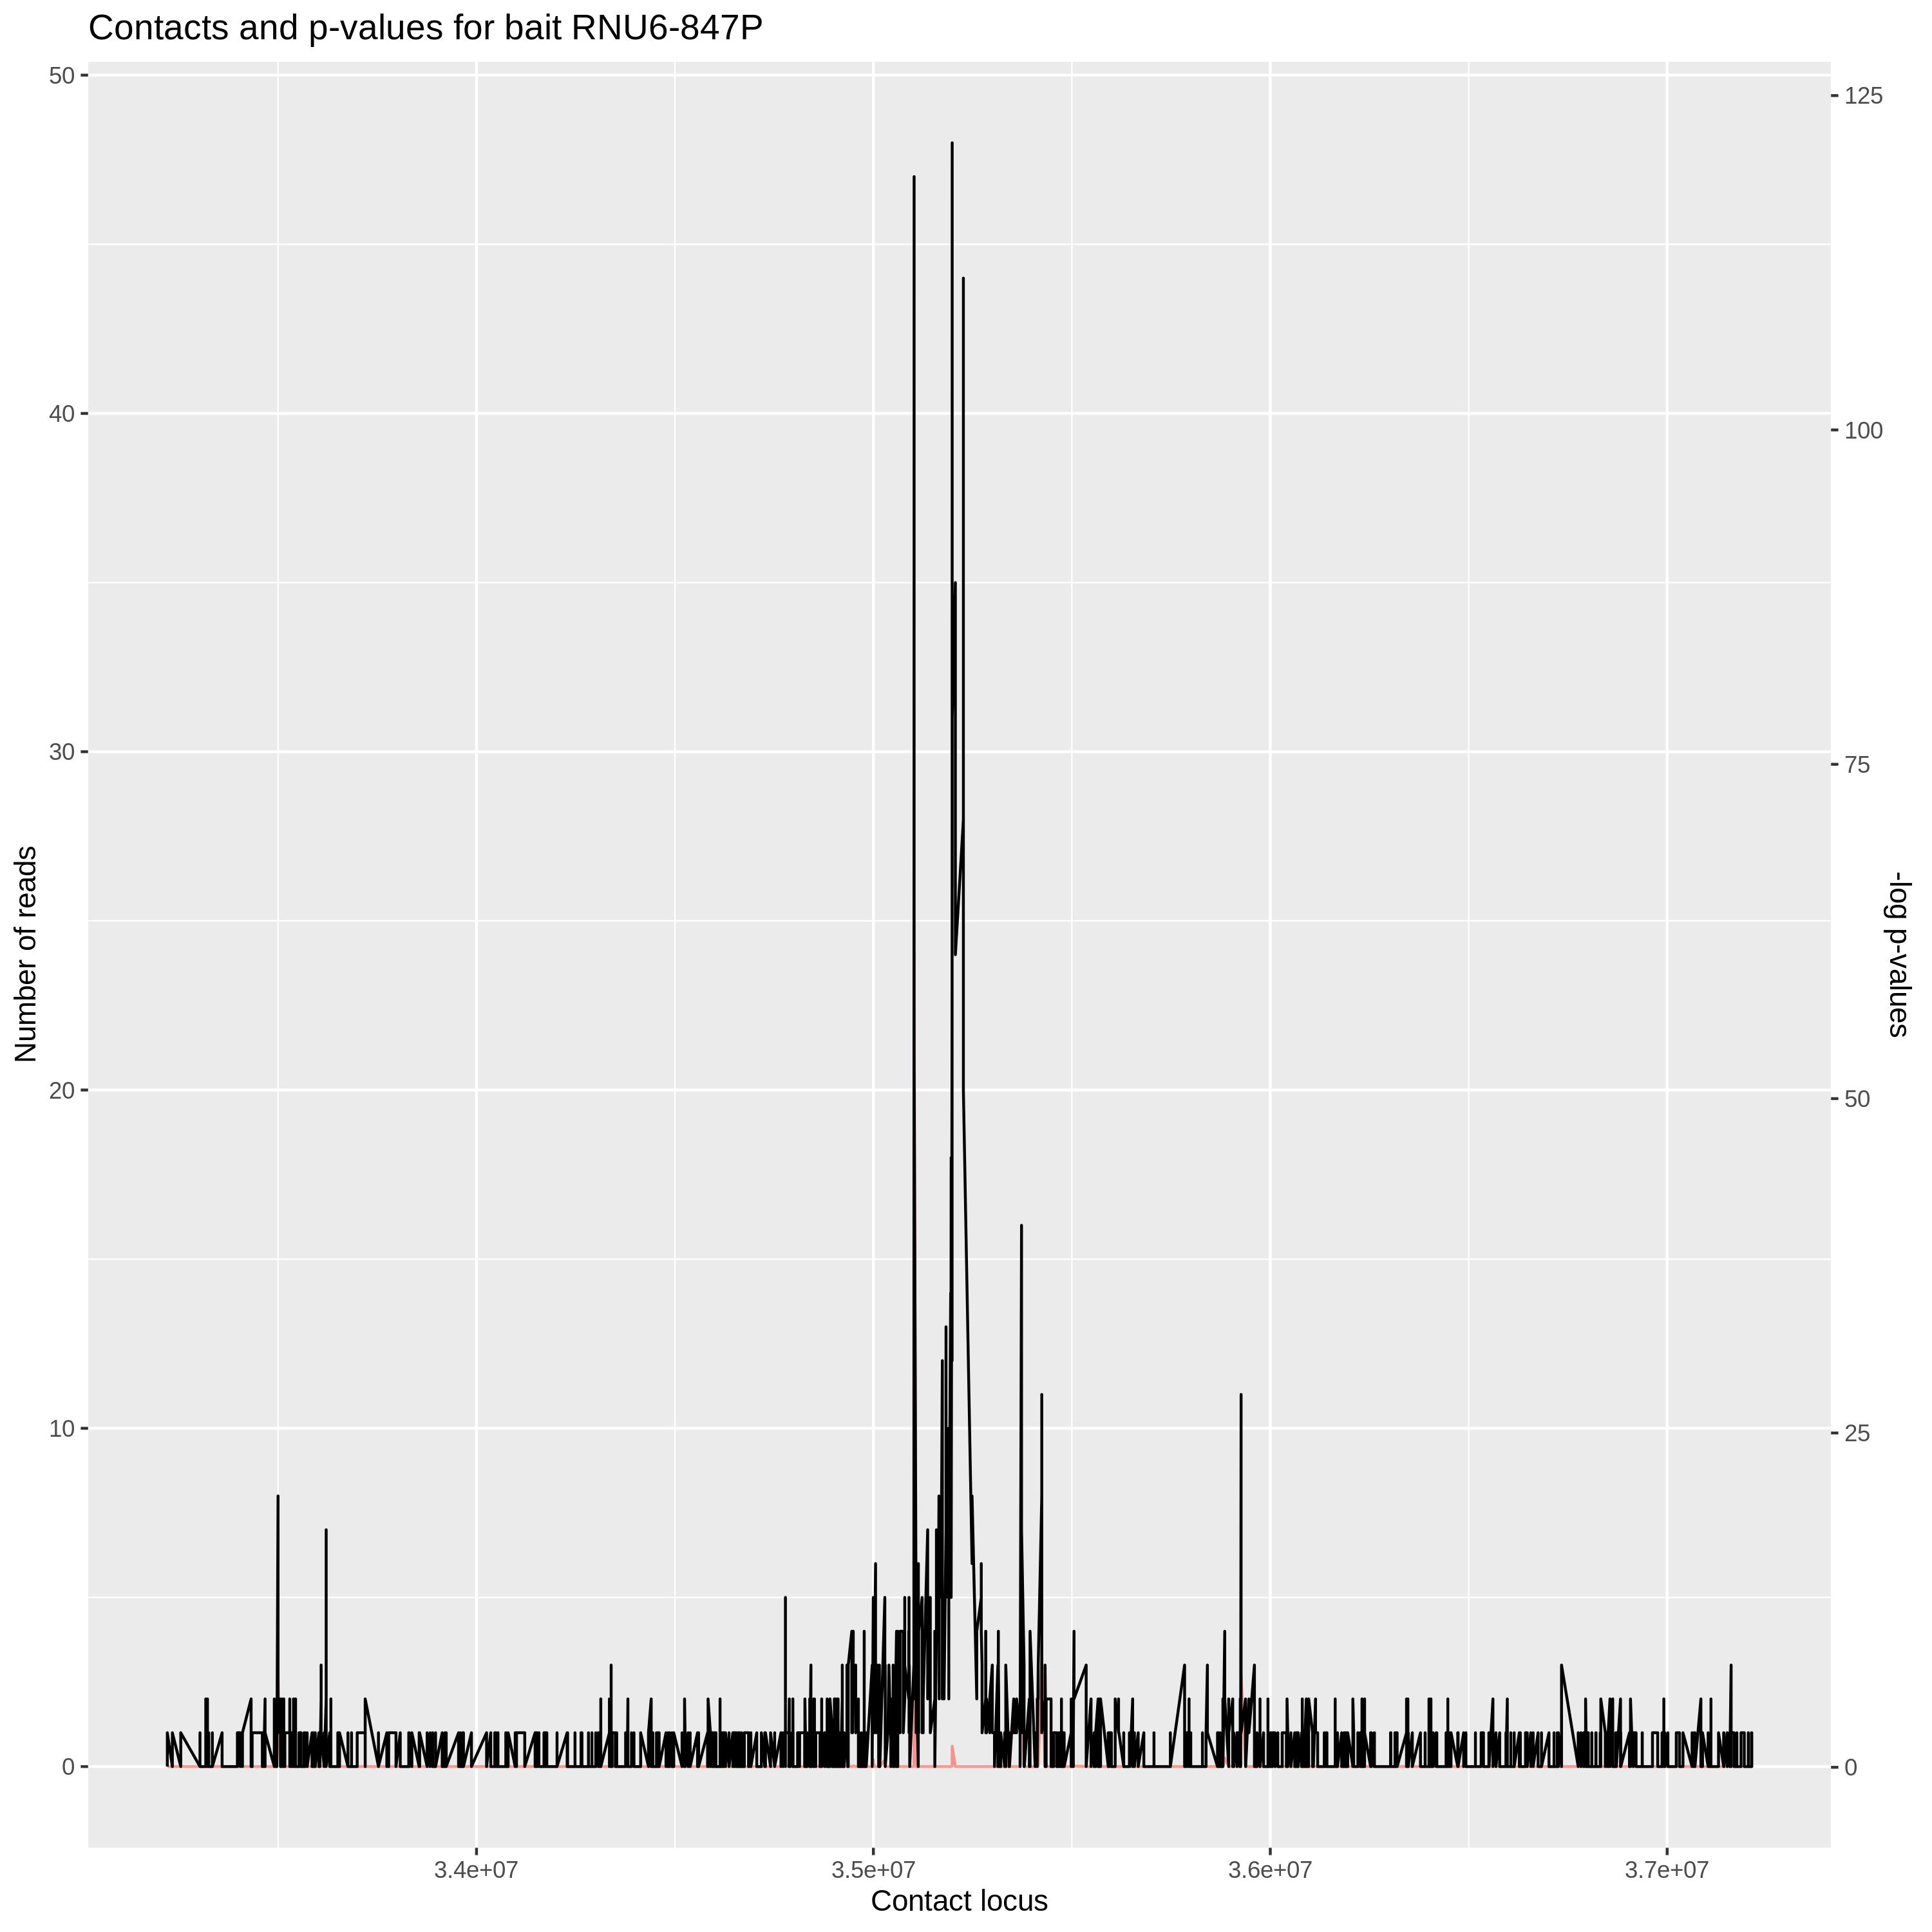 Contacts and p-values for bait RNU6-847P
50
40
30
20
10
0
Number of reads
125
100
75
50
25
0
-log p-values
3.4e+07
3.5e+07
3.6e+07
3.7e+07
Contact locus